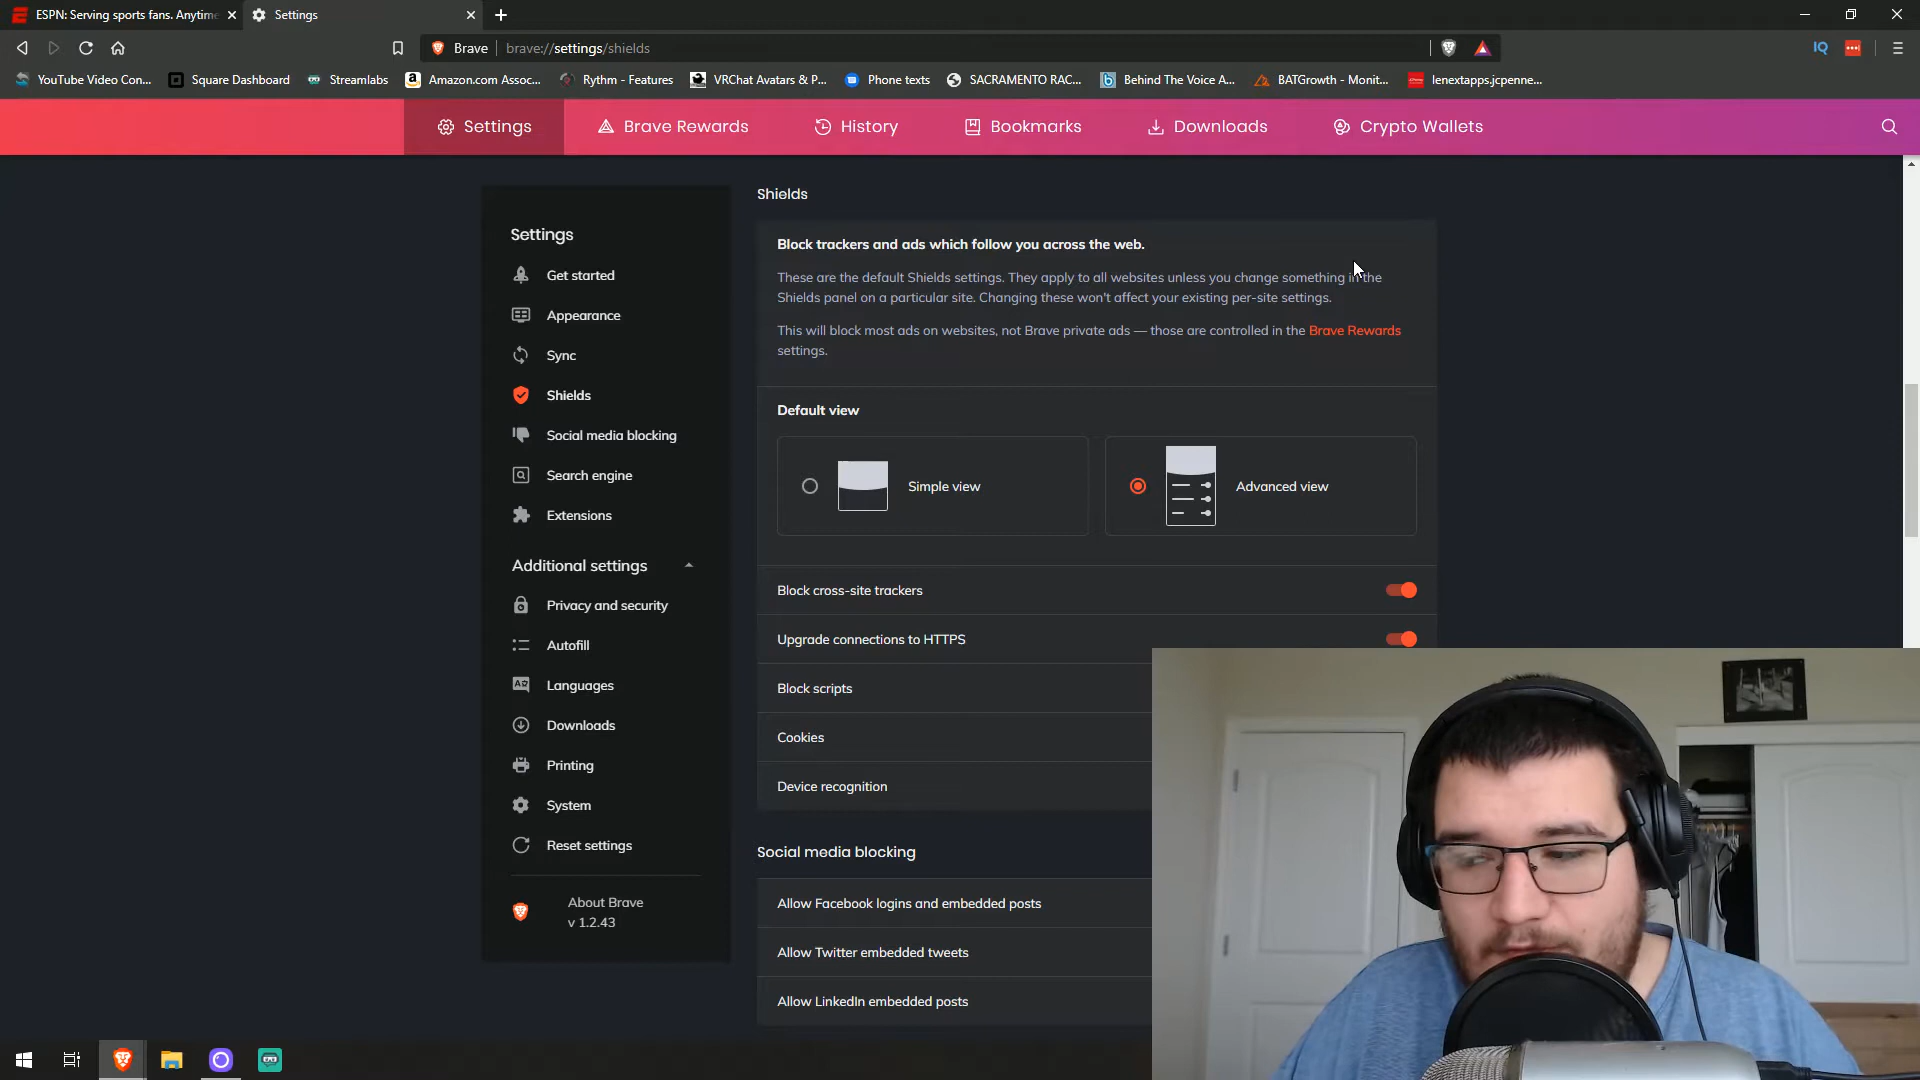 ESPN: Serving sports fans. Anytime
Settings
Brave
brave://settings/shields
IQ
YouTube Video Con...
Square Dashboard
Streamlabs
Amazon.com Assoc...
Rythm - Features
VRChat Avatars & P...
Phone texts
SACRAMENTO RAC...
Behind The Voice A...
BATGrowth - Monit...
lenextapps.jcpenne...
Settings
Brave Rewards
History
Bookmarks
Downloads
Crypto Wallets
Settings
Get started
Appearance
Sync
Shields
Social media blocking
Search engine
Extensions
Additional settings
Privacy and security
Autofill
Languages
Downloads
Printing
System
Reset settings
About Brave
v 1.2.43
Shields
Block trackers and ads which follow you across the web.
These are the default Shields settings. They apply to all websites unless you change something in the
Shields panel on a particular site. Changing these won't affect your existing per-site settings.
This will block most ads on websites, not Brave private ads — those are controlled in the Brave Rewards
settings.
Default view
Simple view
Advanced view
Block cross-site trackers
Upgrade connections to HTTPS
Block scripts
Cookies
Device recognition
Social media blocking
Allow Facebook logins and embedded posts
Allow Twitter embedded tweets
Allow LinkedIn embedded posts